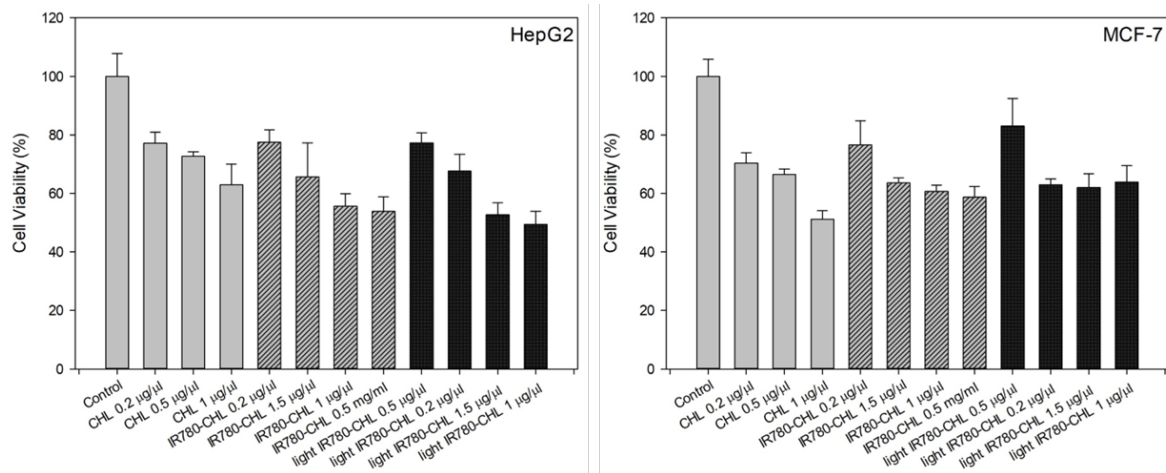 120
100
80
60
40
20
0
Cell Viability (%)
HepG2
Control
CHL 0.2 µg/µl
CHL 0.5 µg/µl
CHL 1 µg/µl
IR780-CHL 0.2 µg/µl
IR780-CHL 1.5 µg/µl
IR780-CHL 1 µg/µl
IR780-CHL 0.5 mg/ml
light IR780-CHL 0.5 µg/µl
light IR780-CHL 0.2 µg/µl
light IR780-CHL 1.5 µg/µl
light IR780-CHL 1 µg/µl
120
100
80
60
40
20
0
Cell Viability (%)
MCF-7
Control
CHL 0.2 µg/µl
CHL 0.5 µg/µl
CHL 1 µg/µl
IR780-CHL 0.2 µg/µl
IR780-CHL 1.5 µg/µl
IR780-CHL 1 µg/µl
IR780-CHL 0.5 mg/ml
light IR780-CHL 0.5 µg/µl
light IR780-CHL 0.2 µg/µl
light IR780-CHL 1.5 µg/µl
light IR780-CHL 1 µg/µl